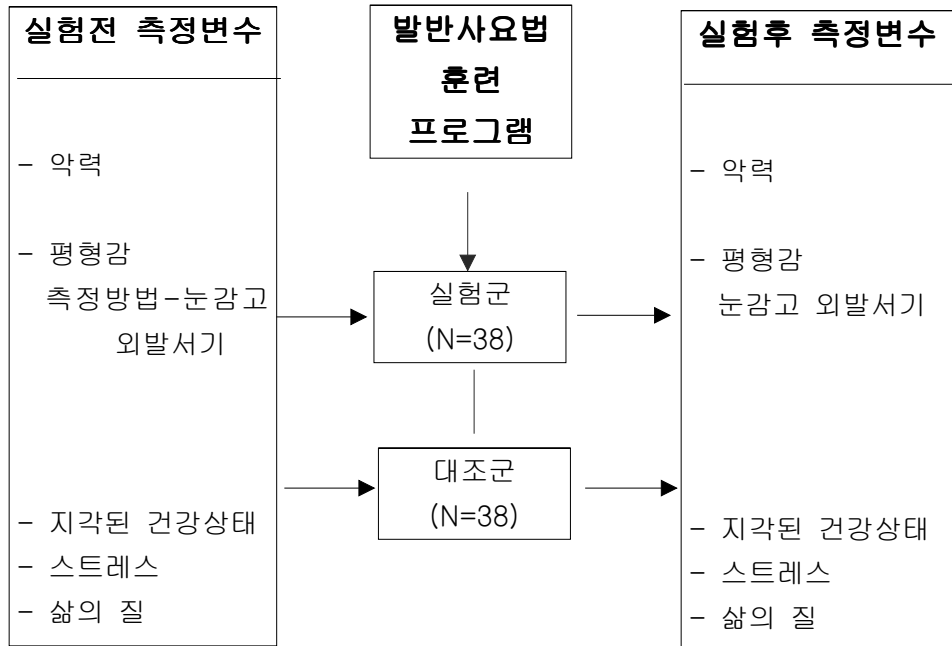 실험전 측정변수
- 악력
- 평형감
측정방법-눈감고
외발서기
- 지각된 건강상태
- 스트레스
- 삶의 질
발반사요법
훈련
프로그램
실험군
(N=38)
대조군
(N=38)
실험후 측정변수
- 악력
- 평형감
눈감고 외발서기
- 지각된 건강상태
- 스트레스
- 삶의 질